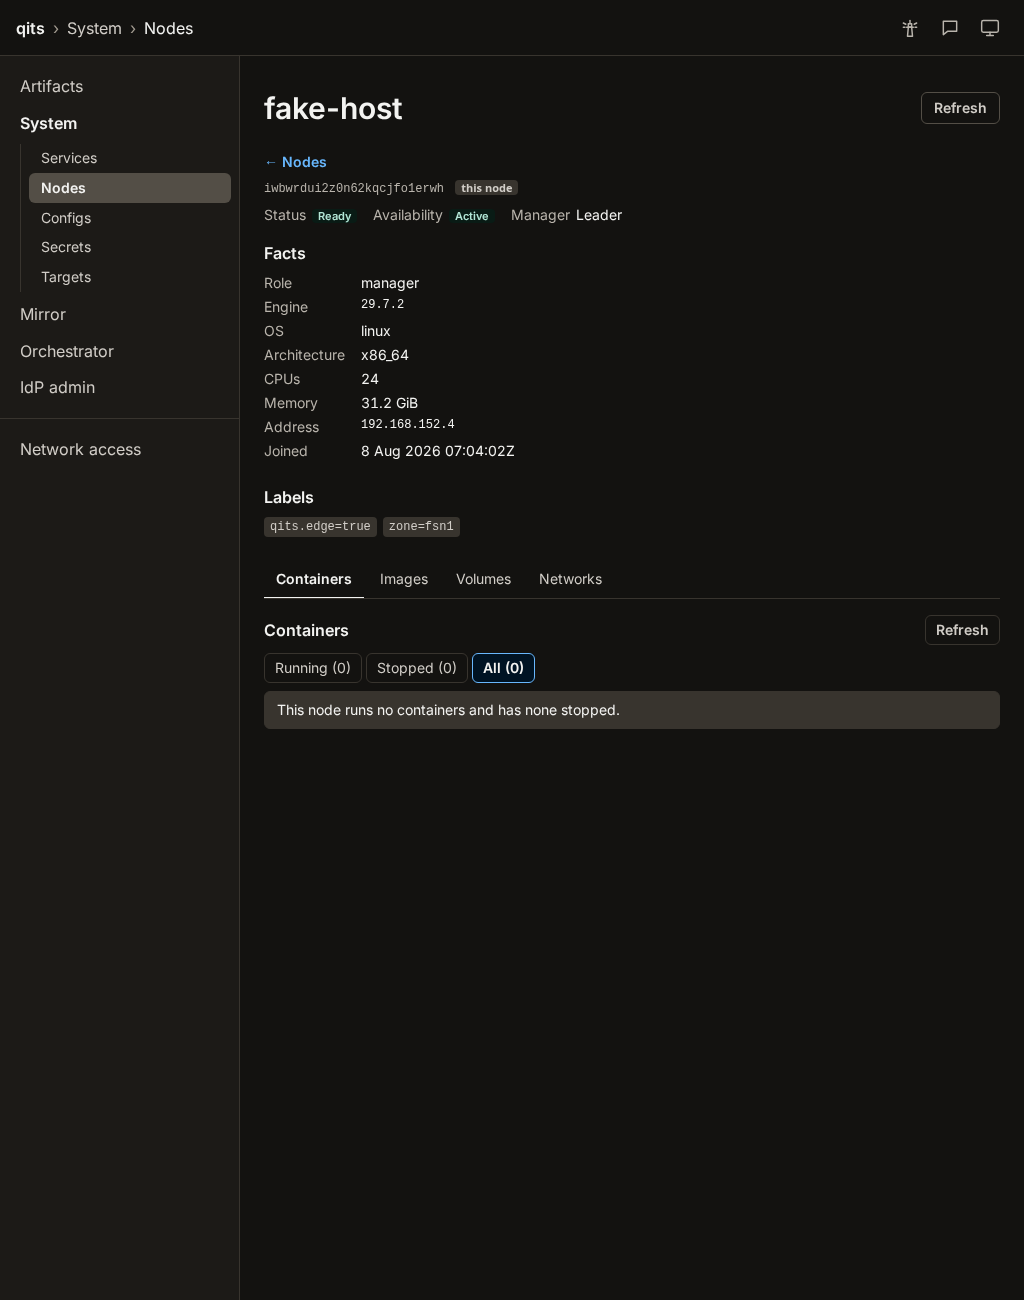 qits › System › Nodes
Artifacts
System
Services
Nodes
Configs
Secrets
Targets
Mirror
Orchestrator
IdP admin
Network access
fake-host
Refresh
← Nodes
iwbwrdui2z0n62kqcjfo1erwh this node
Status Ready Availability Active Manager Leader
Facts
Role manager
Engine 29.7.2
OS linux
Architecture x86_64
CPUs 24
Memory 31.2 GiB
Address 192.168.152.4
Joined 8 Aug 2026 07:04:02Z
Labels
qits.edge=true zone=fsn1
Containers Images Volumes Networks
Containers
Refresh
Running (0) Stopped (0) All (0)
This node runs no containers and has none stopped.